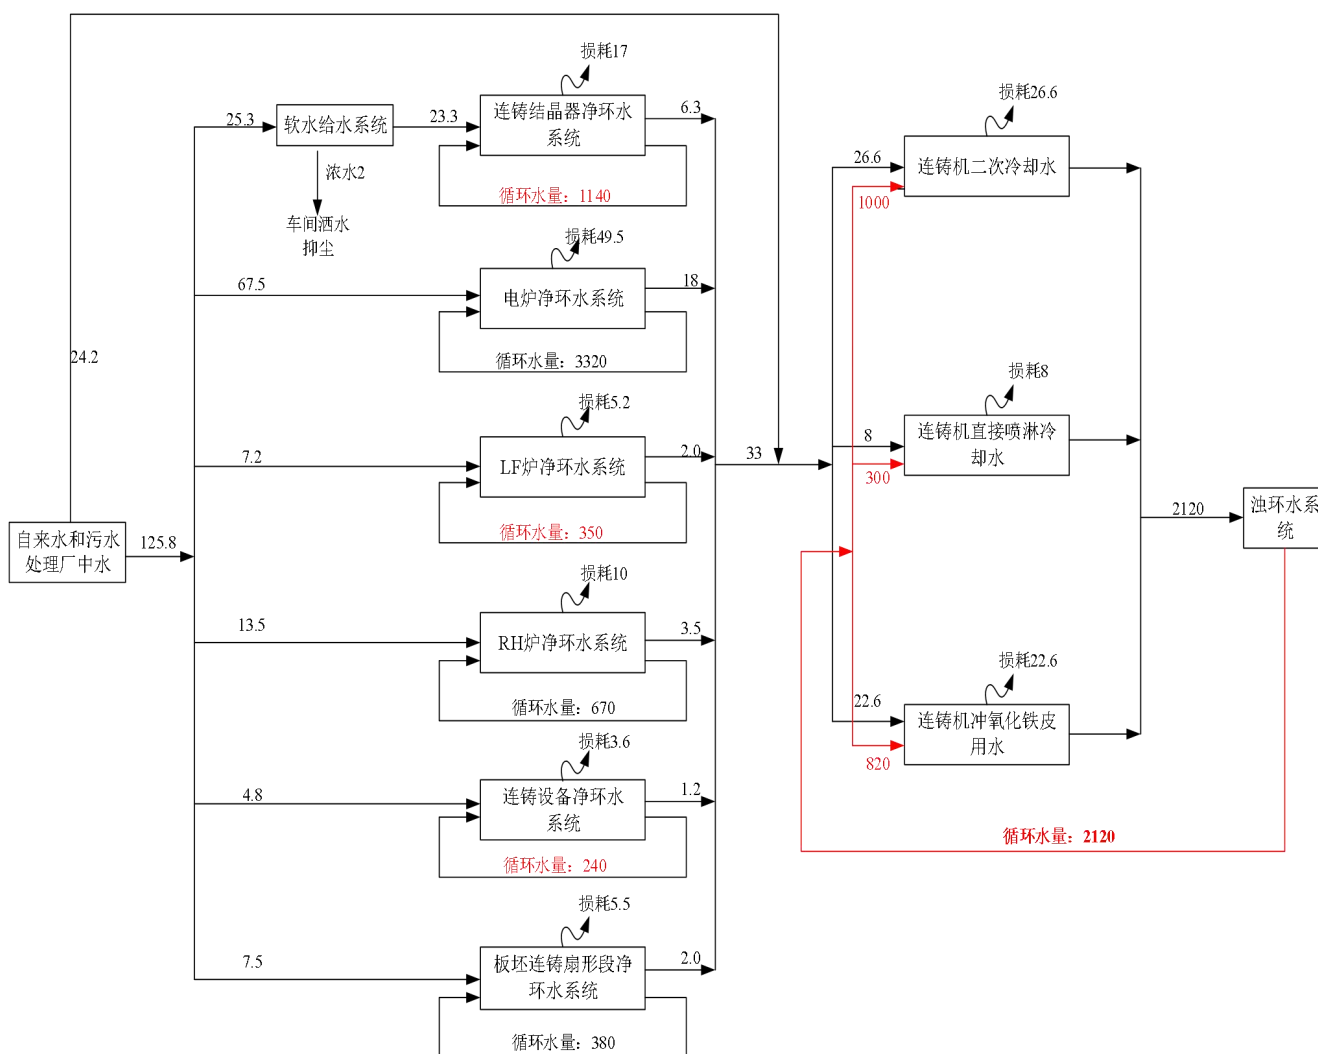 损耗17
连铸结晶器净环水
系统
25.3
软水给水系统
23.3
6.3
浓水2
车间洒水
抑尘
循环水量：1140
损耗49.5
67.5
电炉净环水系统
18
循环水量：3320
24.2
损耗5.2
7.2
LF炉净环水系统
2.0
循环水量：350
自来水和污水
处理厂中水
125.8
损耗10
13.5
RH炉净环水系统
3.5
循环水量：670
损耗3.6
4.8
连铸设备净环水
系统
1.2
循环水量：240
损耗5.5
7.5
板坯连铸扇形段净
环水系统
2.0
循环水量：380
33
损耗26.6
26.6
连铸机二次冷却水
1000
损耗8
8
连铸机直接喷淋冷
却水
300
损耗22.6
22.6
连铸机冲氧化铁皮
用水
820
2120
浊环水系
统
循环水量：2120